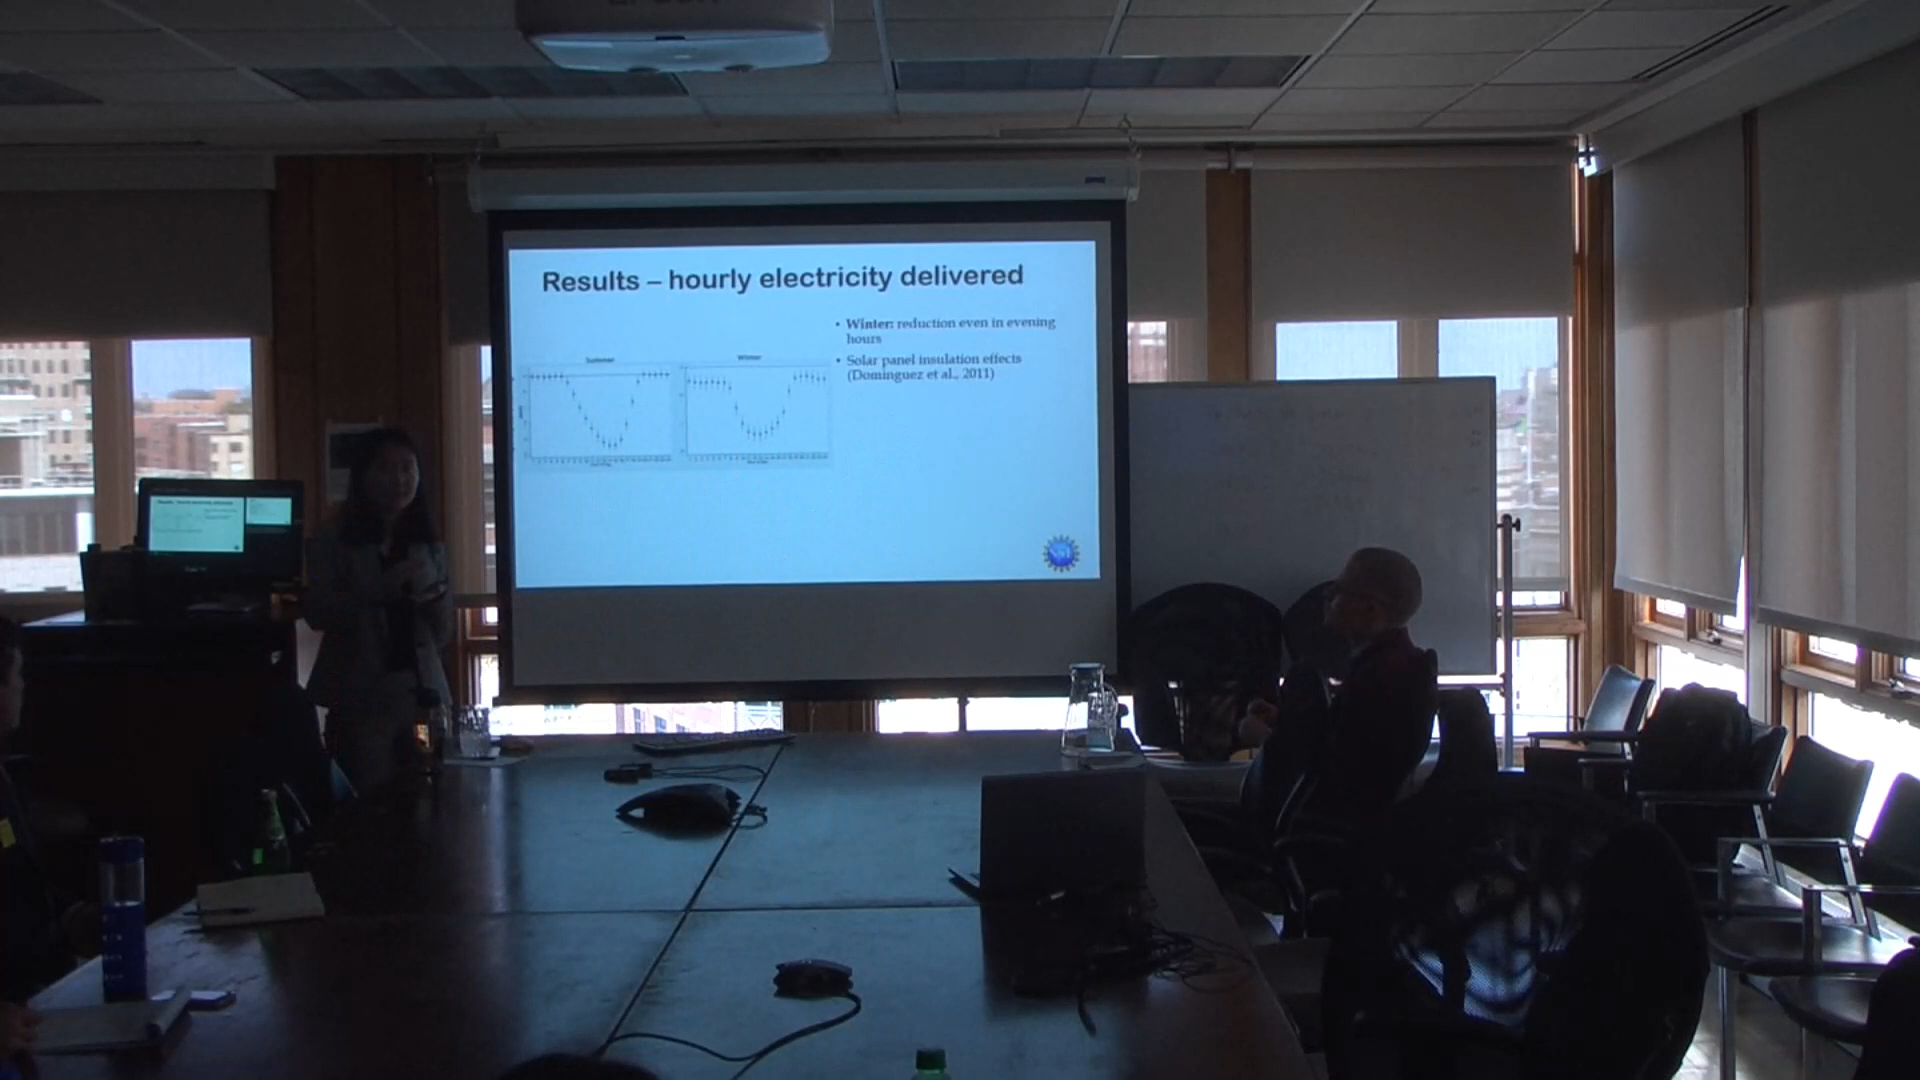 Results – hourly electricity delivered
• Winter: reduction even in evening
hours
• Solar panel insulation effects
(Dominguez et al., 2011)
Summer
Winter